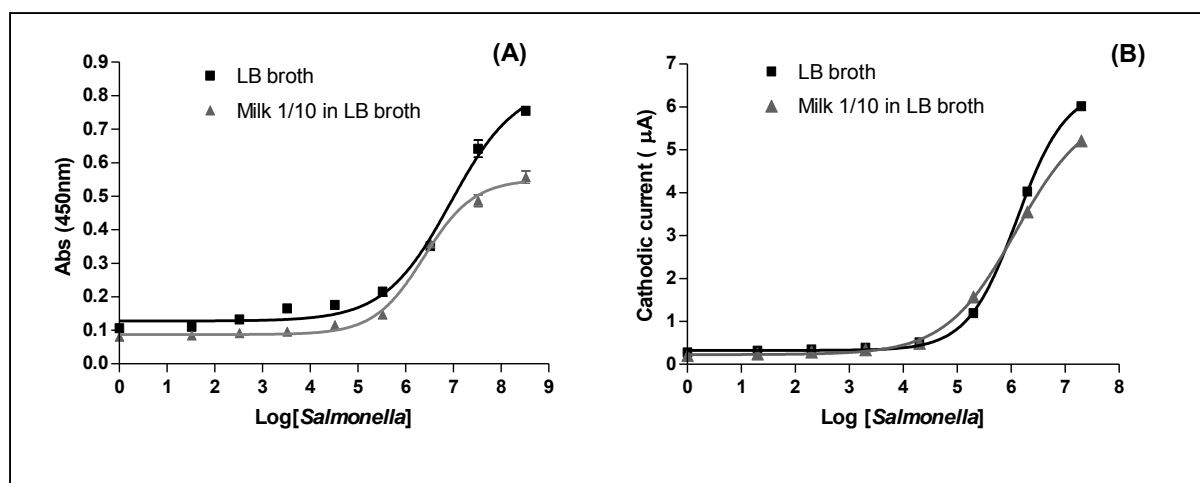 (A)
LB broth
Milk 1/10 in LB broth
0.9
0.8
0.7
0.6
0.5
0.4
0.3
0.2
0.1
0.0
Abs (450nm)
0 1 2 3 4 5 6 7 8 9
Log[Salmonella]
(B)
LB broth
Milk 1/10 in LB broth
7
6
5
4
3
2
1
0
Cathodic current ( µA)
0 1 2 3 4 5 6 7 8
Log [Salmonella]